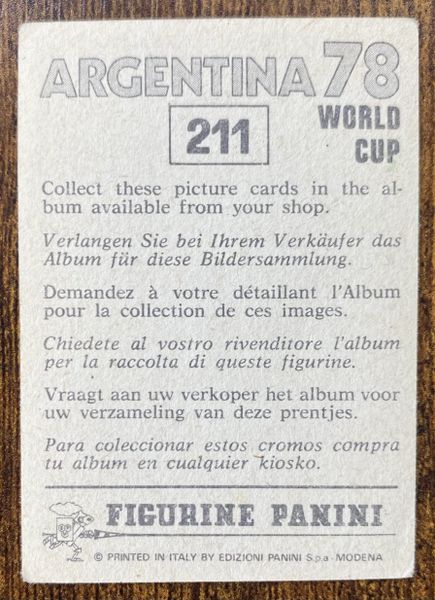 ARGENTINA 78
211
WORLD
CUP
Collect these picture cards in the al-
bum available from your shop.
Verlangen Sie bei Ihrem Verkäufer das
Album für diese Bildersammlung.
Demandez à votre détaillant l'Album
pour la collection de ces images.
Chiedete al vostro rivenditore l'album
per la raccolta di queste figurine.
Vraagt aan uw verkoper het album voor
uw verzameling van deze prentjes.
Para coleccionar estos cromos compra
tu album en cualquier kiosko.
FIGURINE PANINI
© PRINTED IN ITALY BY EDIZIONI PANINI S.p.a - MODENA